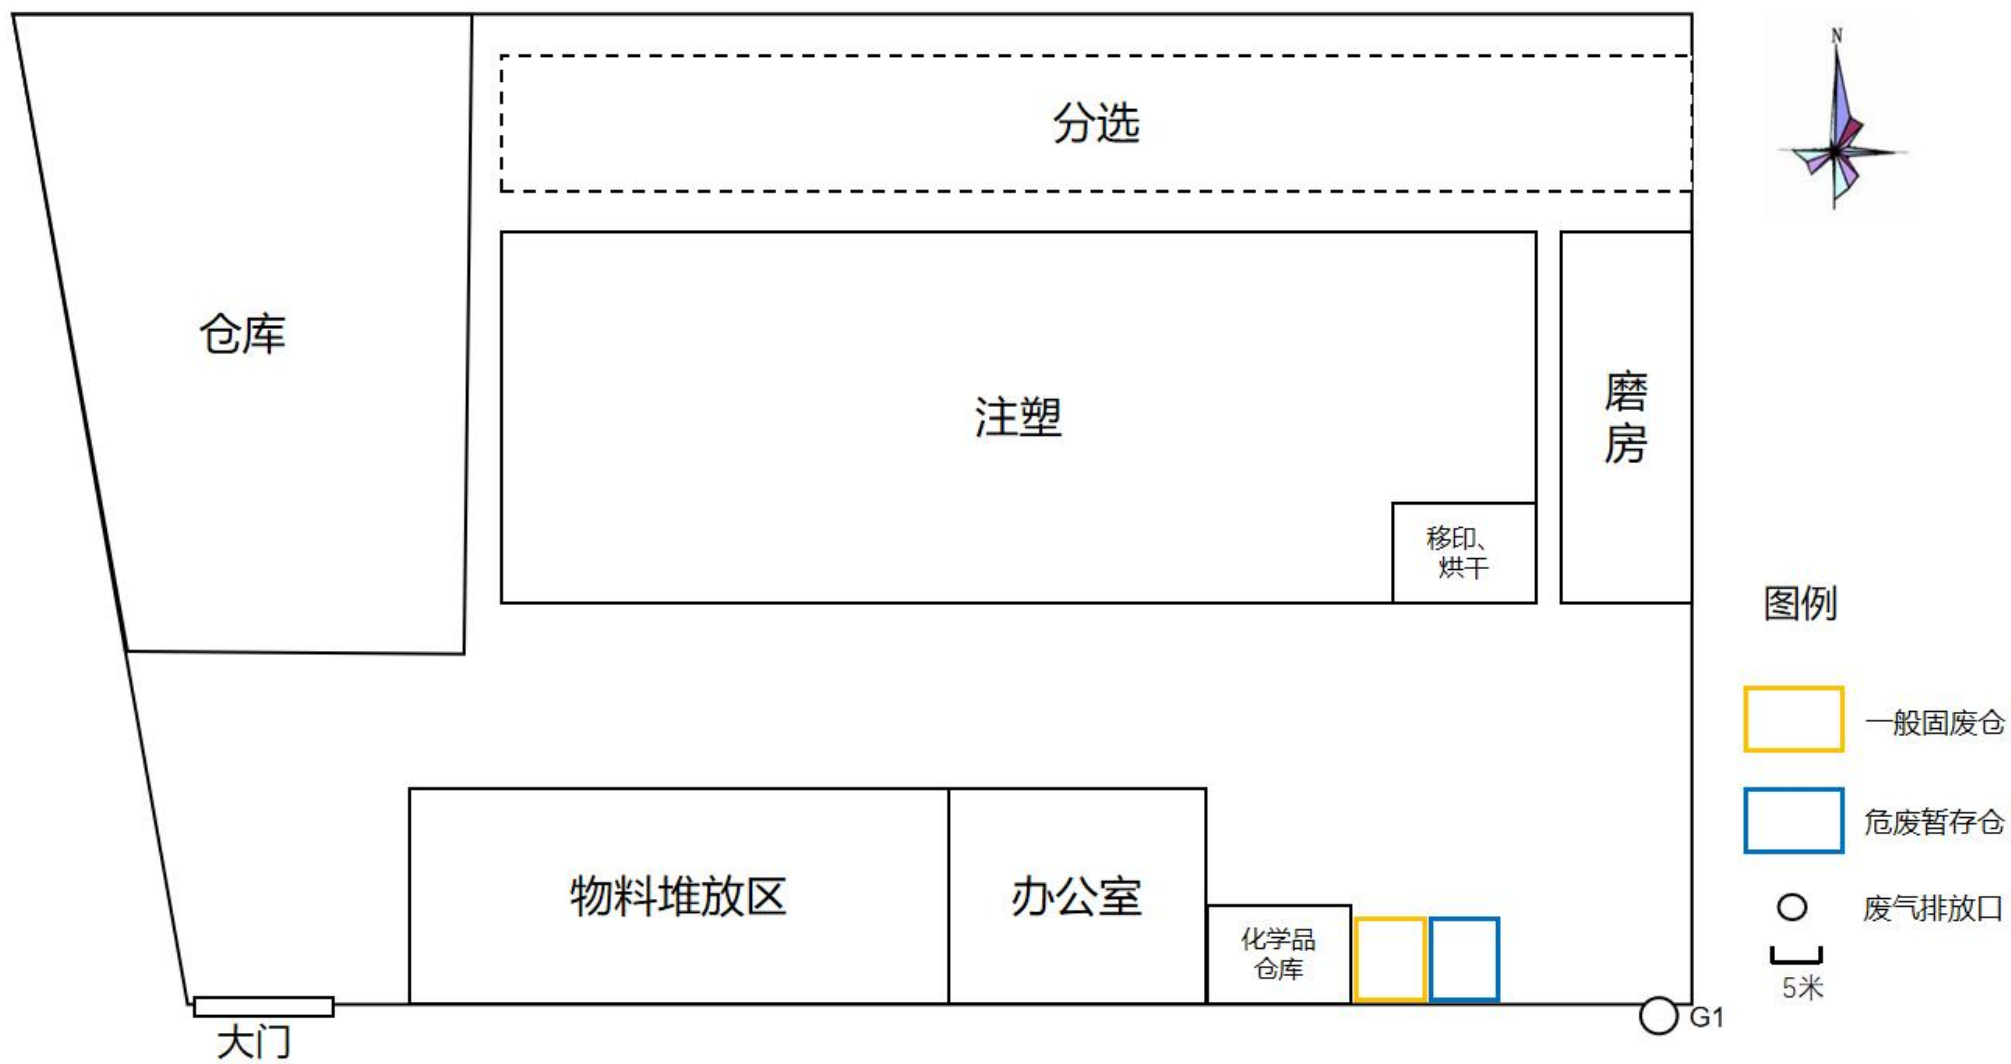 N
分选
仓库
注塑
磨
房
移印、
烘干
图例
一般固废仓
危废暂存仓
物料堆放区
办公室
废气排放口
化学品
仓库
5米
G1
大门